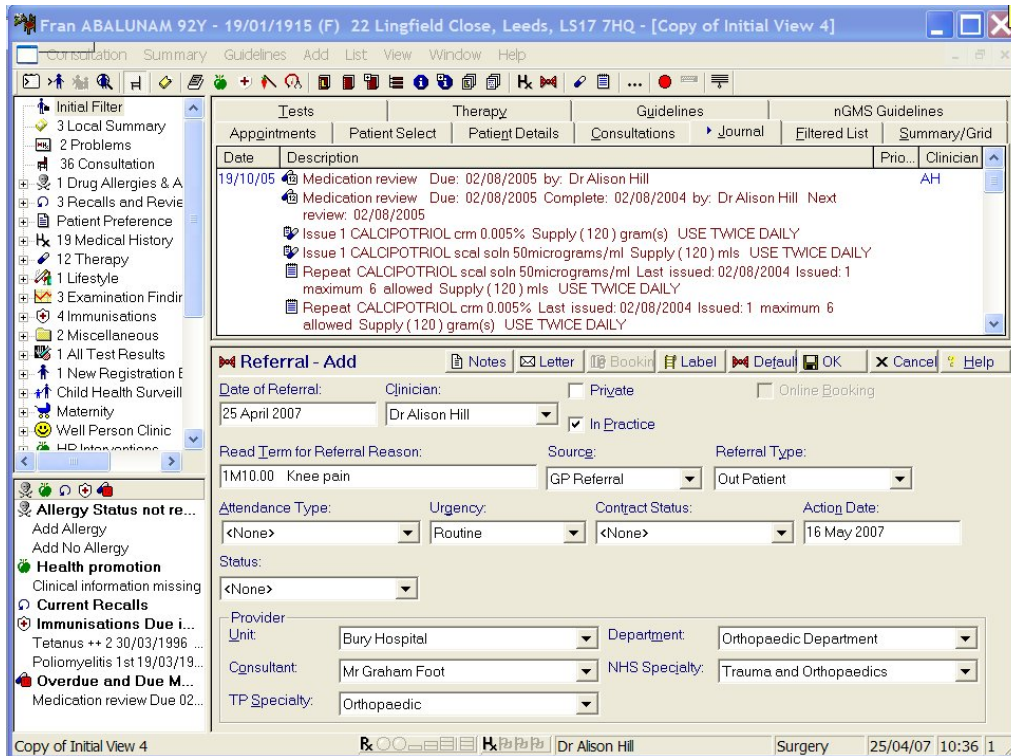 Fran ABALUNAM 92Y - 19/01/1915 (F) 22 Lingfield Close, Leeds, LS17 7HQ - [Copy of Initial View 4]
Consultation Summary Guidelines Add List View Window Help
Initial Filter
3 Local Summary
2 Problems
36 Consultation
1 Drug Allergies & A
3 Recalls and Revie
Patient Preference
19 Medical History
12 Therapy
1 Lifestyle
3 Examination Findir
4 Immunisations
2 Miscellaneous
1 All Test Results
1 New Registration E
Child Health Surveill
Maternity
Well Person Clinic
HP Interventions
Allergy Status not re...
Add Allergy
Add No Allergy
Health promotion
Clinical information missing
Current Recalls
Immunisations Due i...
Tetanus ++ 2 30/03/1996 ...
Poliomyelitis 1st 19/03/19...
Overdue and Due M...
Medication review Due 02...
Tests Therapy Guidelines nGMS Guidelines
Appointments Patient Select Patient Details Consultations Journal Filtered List Summary/Grid
Date Description Prio... Clinician
19/10/05 Medication review Due: 02/08/2005 by: Dr Alison Hill AH
Medication review Due: 02/08/2005 Complete: 02/08/2004 by: Dr Alison Hill Next
review: 02/08/2005
Issue 1 CALCIPOTRIOL crm 0.005% Supply ( 120 ) gram(s) USE TWICE DAILY
Issue 1 CALCIPOTRIOL scal soln 50micrograms/ml Supply ( 120 ) mls USE TWICE DAILY
Repeat CALCIPOTRIOL scal soln 50micrograms/ml Last issued: 02/08/2004 Issued: 1
maximum 6 allowed Supply ( 120 ) mls USE TWICE DAILY
Repeat CALCIPOTRIOL crm 0.005% Last issued: 02/08/2004 Issued: 1 maximum 6
allowed Supply ( 120 ) gram(s) USE TWICE DAILY
Referral - Add Notes Letter Bookin Label Defaul OK Cancel Help
Date of Referral: Clinician: Private Online Booking
25 April 2007 Dr Alison Hill
In Practice
Read Term for Referral Reason: Source: Referral Type:
1M10.00 Knee pain GP Referral Out Patient
Attendance Type: Urgency: Contract Status: Action Date:
<None> Routine <None> 16 May 2007
Status:
<None>
Provider
Unit: Bury Hospital Department: Orthopaedic Department
Consultant: Mr Graham Foot NHS Specialty: Trauma and Orthopaedics
TP Specialty: Orthopaedic
Copy of Initial View 4 Dr Alison Hill Surgery 25/04/07 10:36 1